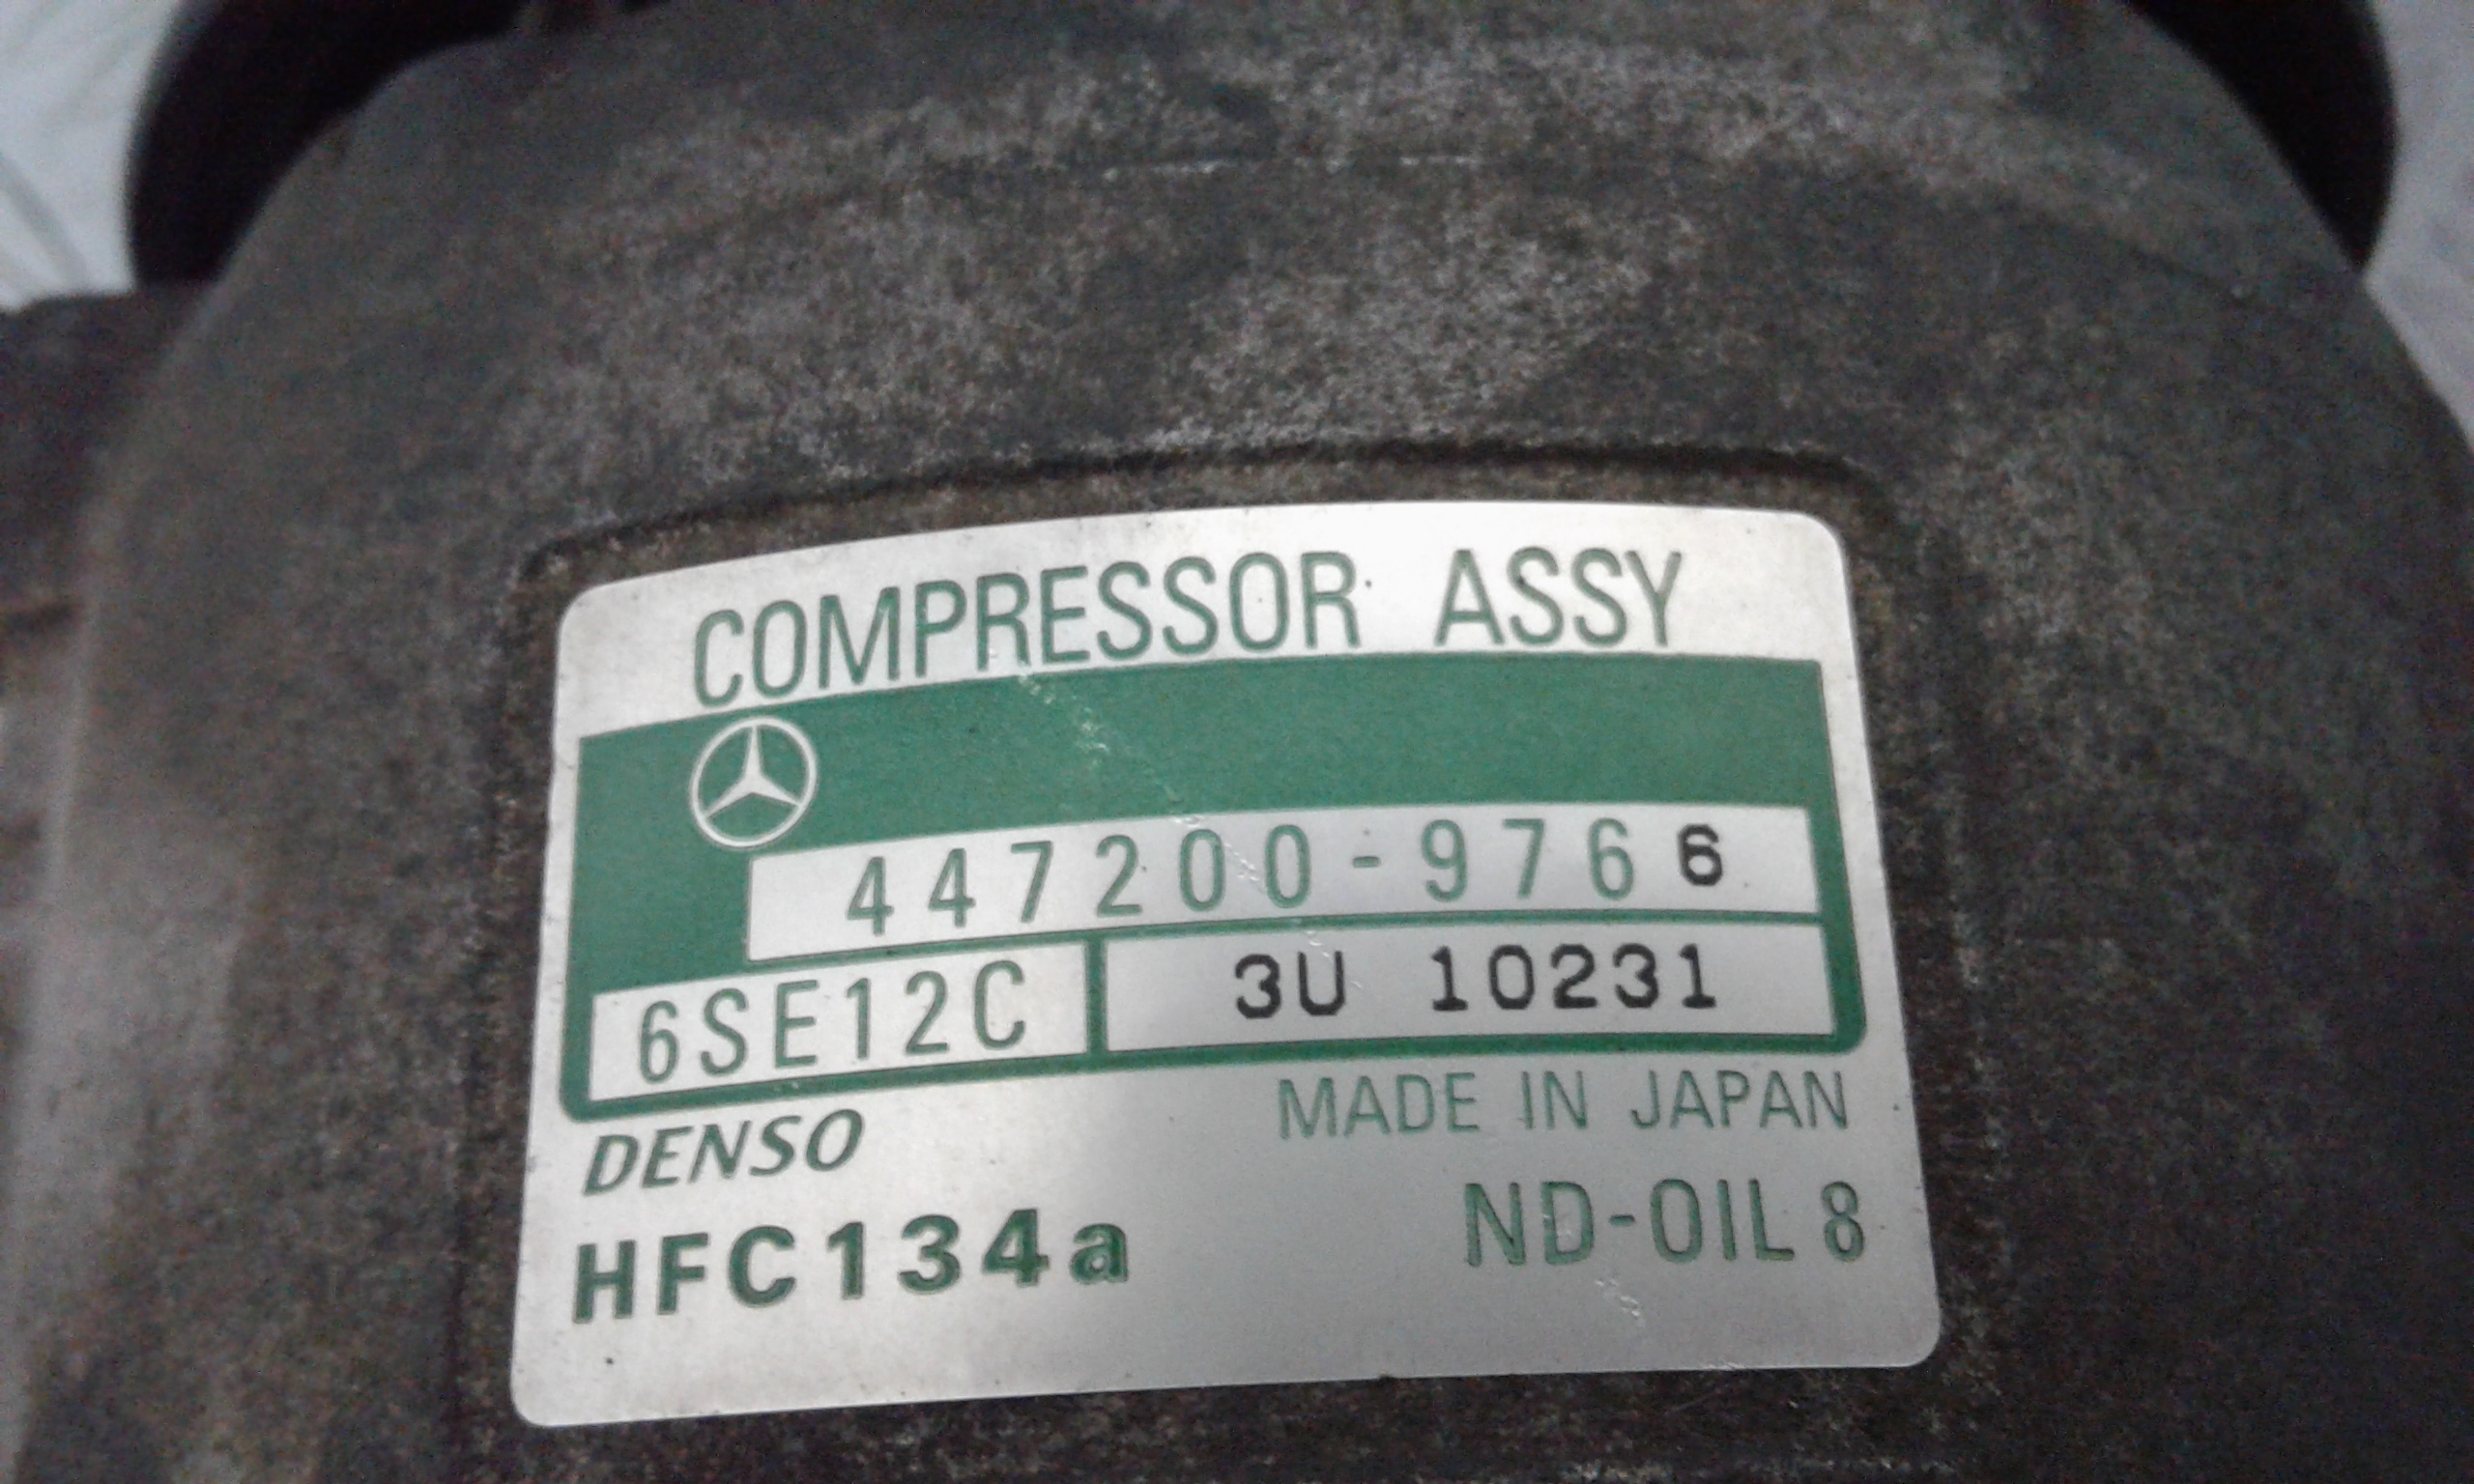 COMPRESSOR ASSY
447200-9766
6SE12C 3U 10231
DENSO MADE IN JAPAN
HFC134a ND-OIL 8